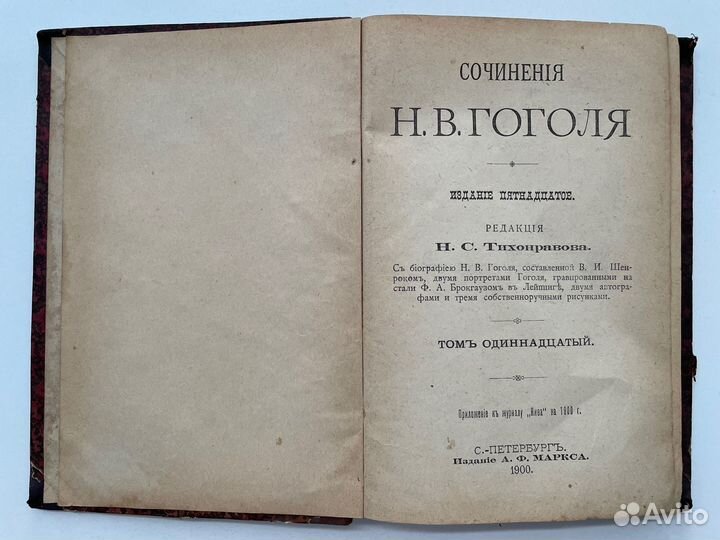 СОЧИНЕНІЯ
Н. В. ГОГОЛЯ
ИЗДАНІЕ ПЯТНАДЦАТОЕ.
РЕДАКЦІЯ
Н. С. Тихонравова.
Съ біографіею Н. В. Гоголя, составленной В. И. Шен-
рокомъ, двумя портретами Гоголя, гравированными на
стали Ф. А. Брокгаузомъ въ Лейпцигѣ, двумя автогра-
фами и тремя собственноручными рисунками.
ТОМЪ ОДИННАДЦАТЫЙ.
Приложеніе къ журналу „Нива" на 1900 г.
С.-ПЕТЕРБУРГЪ.
Изданіе А. Ф. МАРКСА.
1900.
Avito